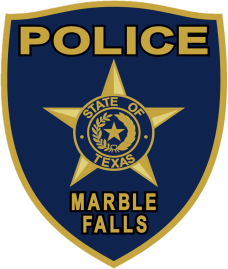 POLICE
STATE OF
TEXAS
MARBLE
FALLS